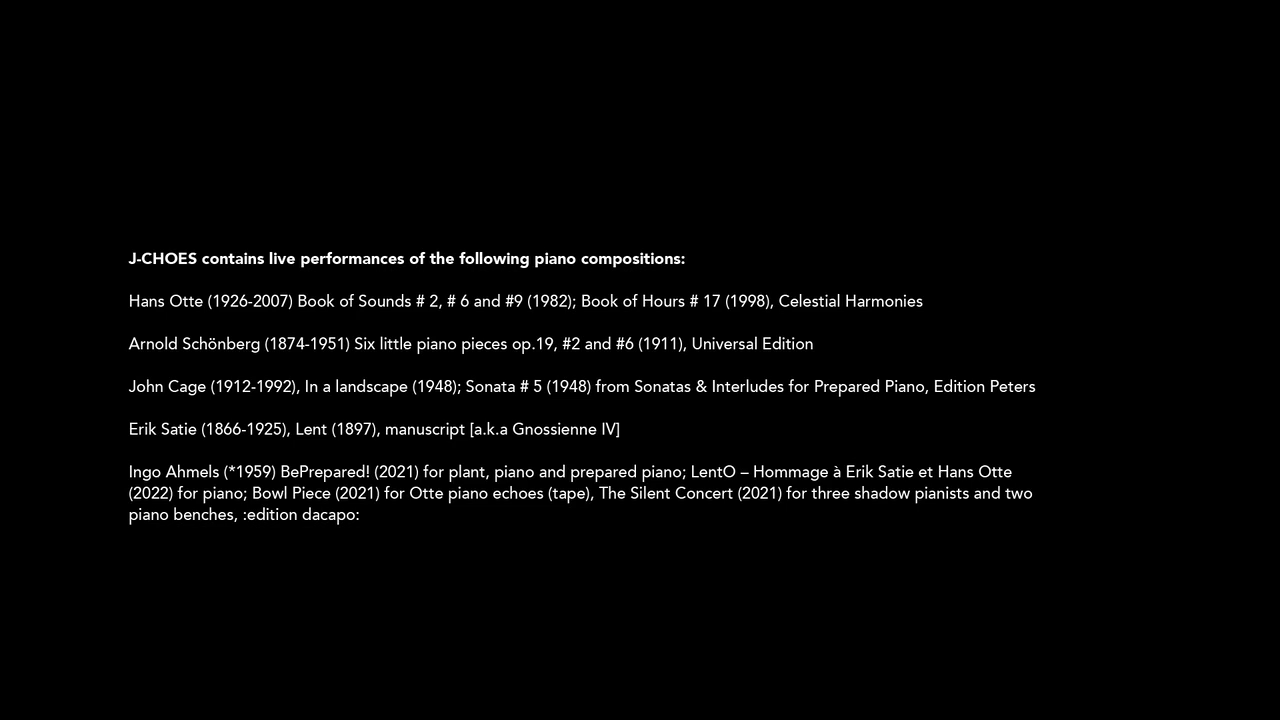 J-CHOES contains live performances of the following piano compositions:
Hans Otte (1926-2007) Book of Sounds # 2, # 6 and #9 (1982); Book of Hours # 17 (1998), Celestial Harmonies
Arnold Schönberg (1874-1951) Six little piano pieces op.19, #2 and #6 (1911), Universal Edition
John Cage (1912-1992), In a landscape (1948); Sonata # 5 (1948) from Sonatas & Interludes for Prepared Piano, Edition Peters
Erik Satie (1866-1925), Lent (1897), manuscript [a.k.a Gnossienne IV]
Ingo Ahmels (*1959) BePrepared! (2021) for plant, piano and prepared piano; LentO – Hommage à Erik Satie et Hans Otte
(2022) for piano; Bowl Piece (2021) for Otte piano echoes (tape), The Silent Concert (2021) for three shadow pianists and two
piano benches, :edition dacapo: